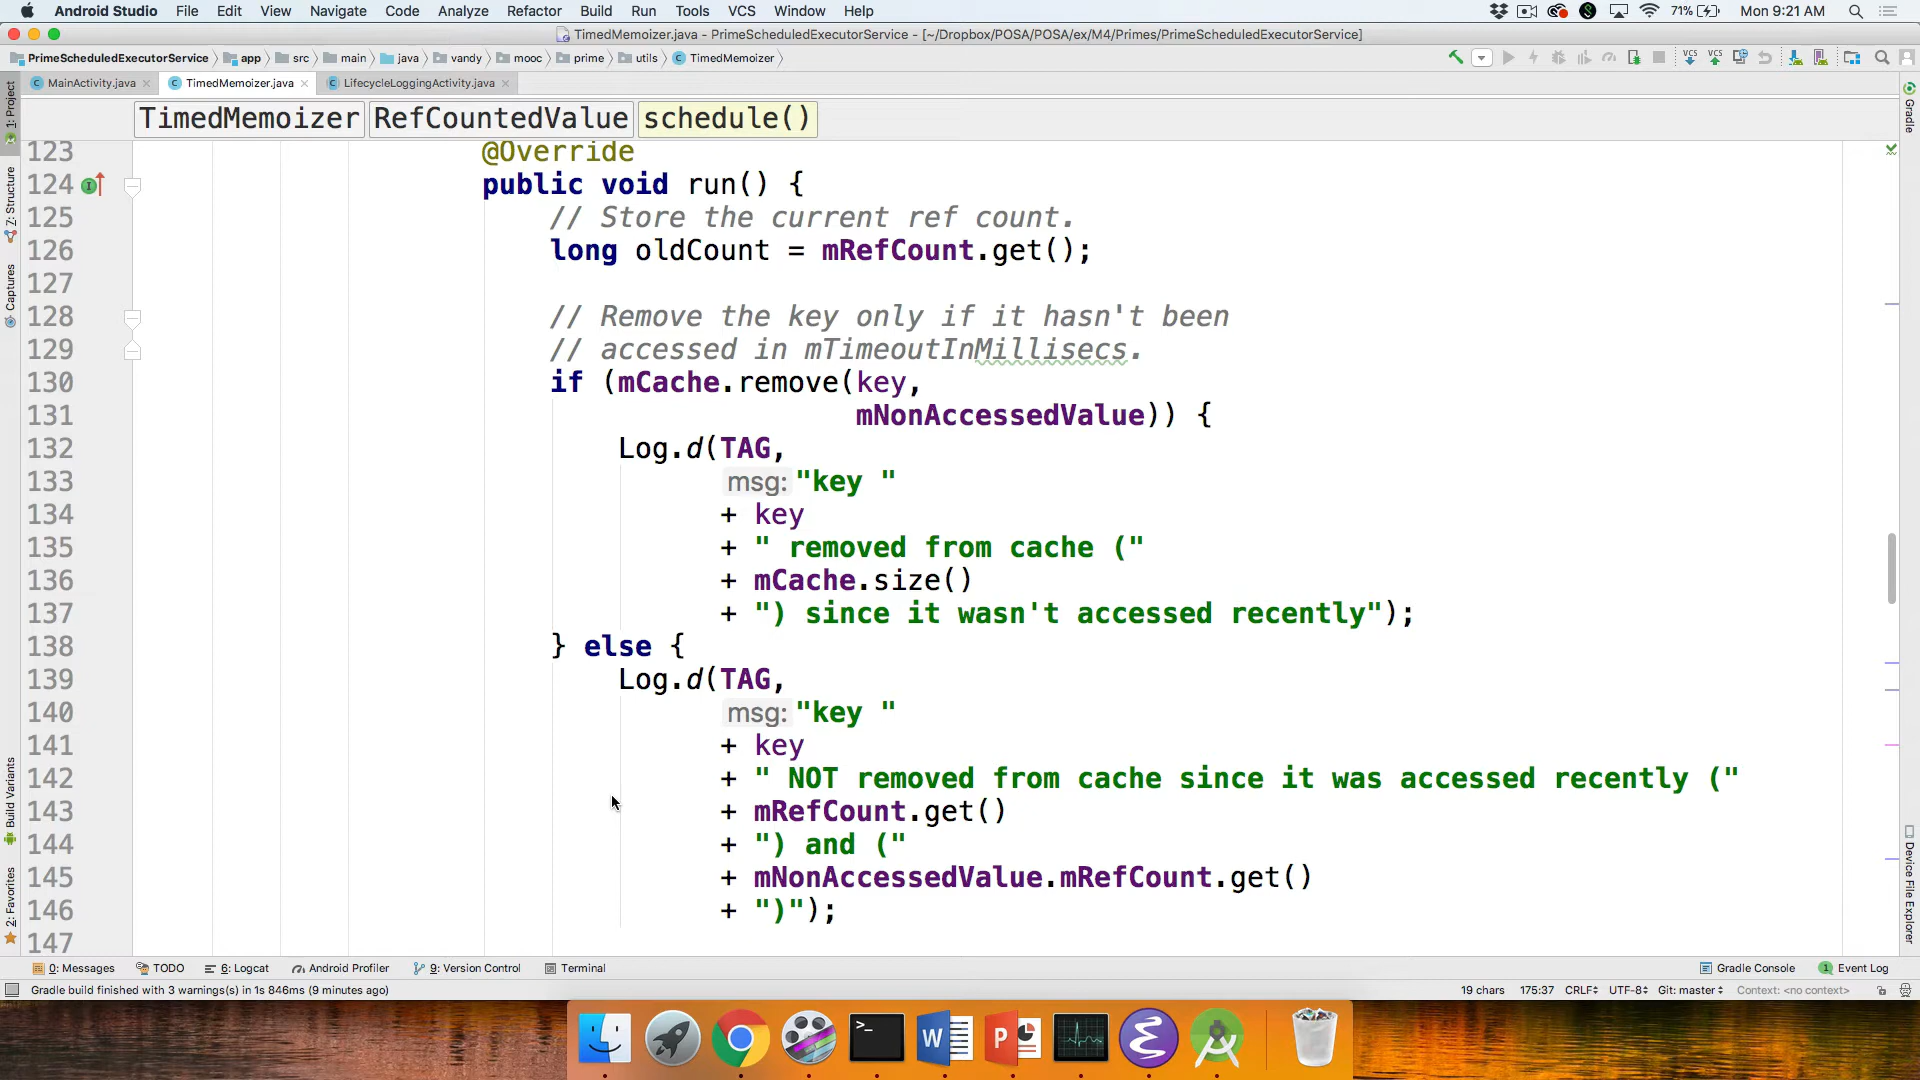 Android Studio File Edit View Navigate Code Analyze Refactor Build Run Tools VCS Window Help 71% Mon 9:21 AM
TimedMemoizer.java - PrimeScheduledExecutorService - [~/Dropbox/POSA/POSA/ex/M4/Primes/PrimeScheduledExecutorService]
PrimeScheduledExecutorService app src main java vandy mooc prime utils TimedMemoizer
MainActivity.java TimedMemoizer.java LifecycleLoggingActivity.java
TimedMemoizer RefCountedValue schedule()
123 @Override
124 public void run() {
125 // Store the current ref count.
126 long oldCount = mRefCount.get();
127
128 // Remove the key only if it hasn't been
129 // accessed in mTimeoutInMillisecs.
130 if (mCache.remove(key,
131 mNonAccessedValue)) {
132 Log.d(TAG,
133 msg: "key "
134 + key
135 + " removed from cache ("
136 + mCache.size()
137 + ") since it wasn't accessed recently");
138 } else {
139 Log.d(TAG,
140 msg: "key "
141 + key
142 + " NOT removed from cache since it was accessed recently ("
143 + mRefCount.get()
144 + ") and ("
145 + mNonAccessedValue.mRefCount.get()
146 + ")");
147
1: Project
7: Structure
Captures
Build Variants
2: Favorites
Gradle
Device File Explorer
0: Messages TODO 6: Logcat Android Profiler 9: Version Control Terminal Gradle Console 1 Event Log
Gradle build finished with 3 warnings(s) in 1s 846ms (9 minutes ago) 19 chars 175:37 CRLF UTF-8 Git: master Context: <no context>